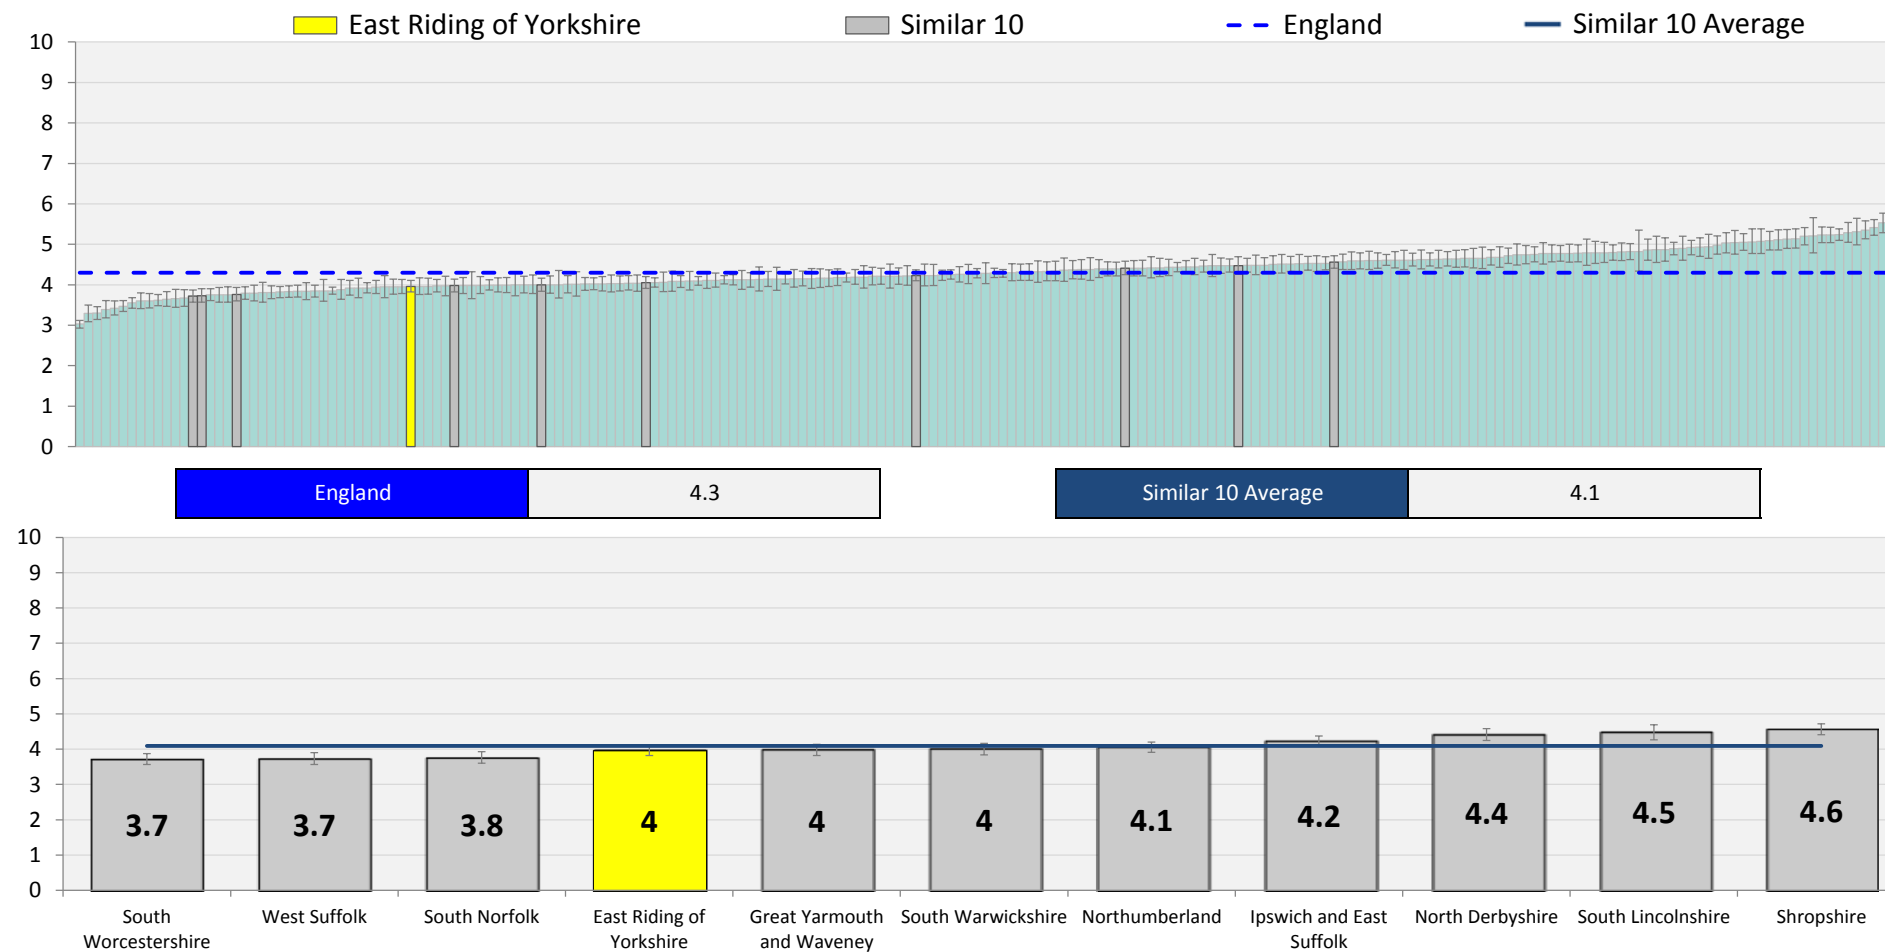 East Riding of Yorkshire
Similar 10
England
Similar 10 Average
10
9
8
7
6
5
4
3
2
1
0
England
4.3
Similar 10 Average
4.1
10
9
8
7
6
5
4
3
2
1
0
3.7
3.7
3.8
4
4
4
4.1
4.2
4.4
4.5
4.6
South
Worcestershire
West Suffolk
South Norfolk
East Riding of
Yorkshire
Great Yarmouth
and Waveney
South Warwickshire
Northumberland
Ipswich and East
Suffolk
North Derbyshire
South Lincolnshire
Shropshire